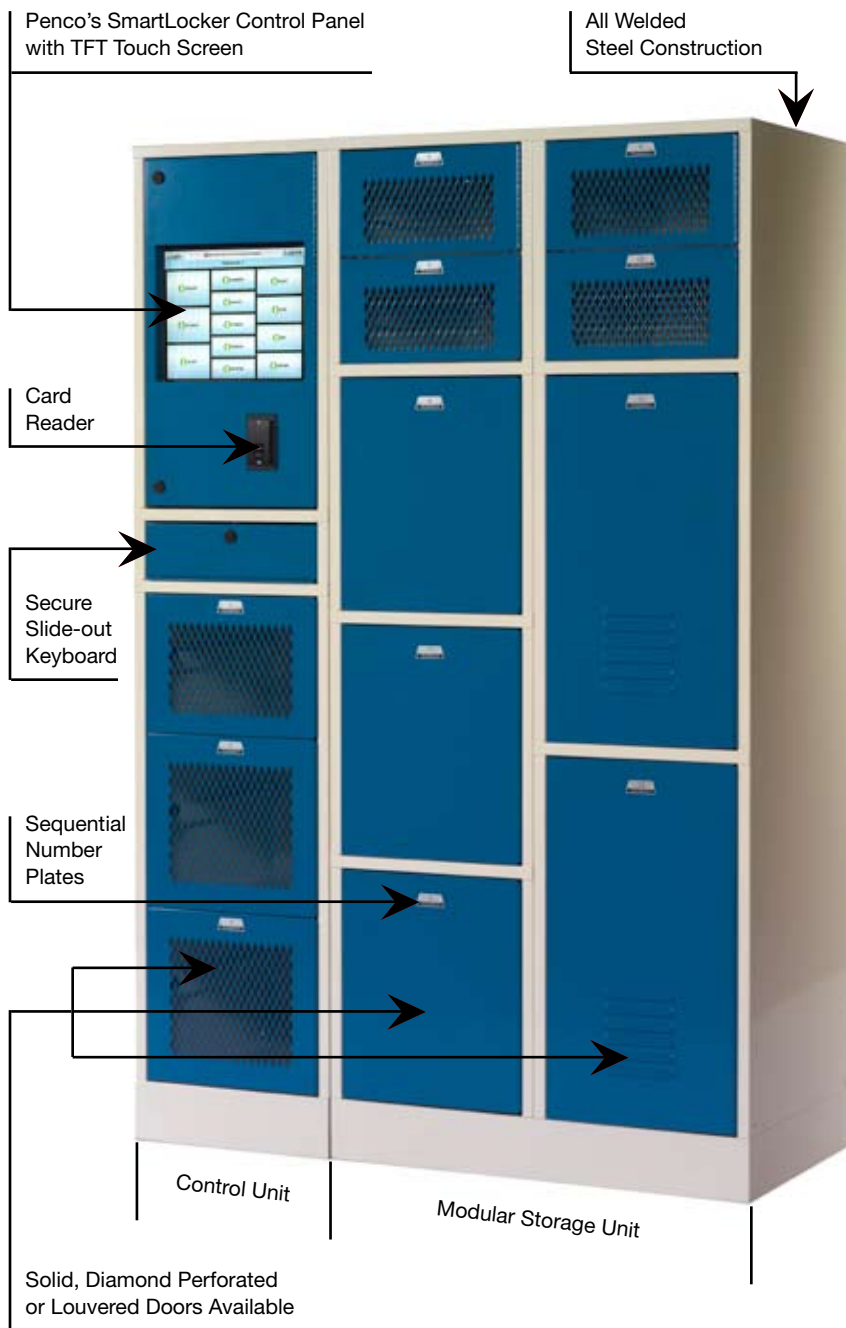 Penco's SmartLocker Control Panel
with TFT Touch Screen
All Welded
Steel Construction
Card
Reader
Secure
Slide-out
Keyboard
Sequential
Number
Plates
Control Unit
Modular Storage Unit
Solid, Diamond Perforated
or Louvered Doors Available